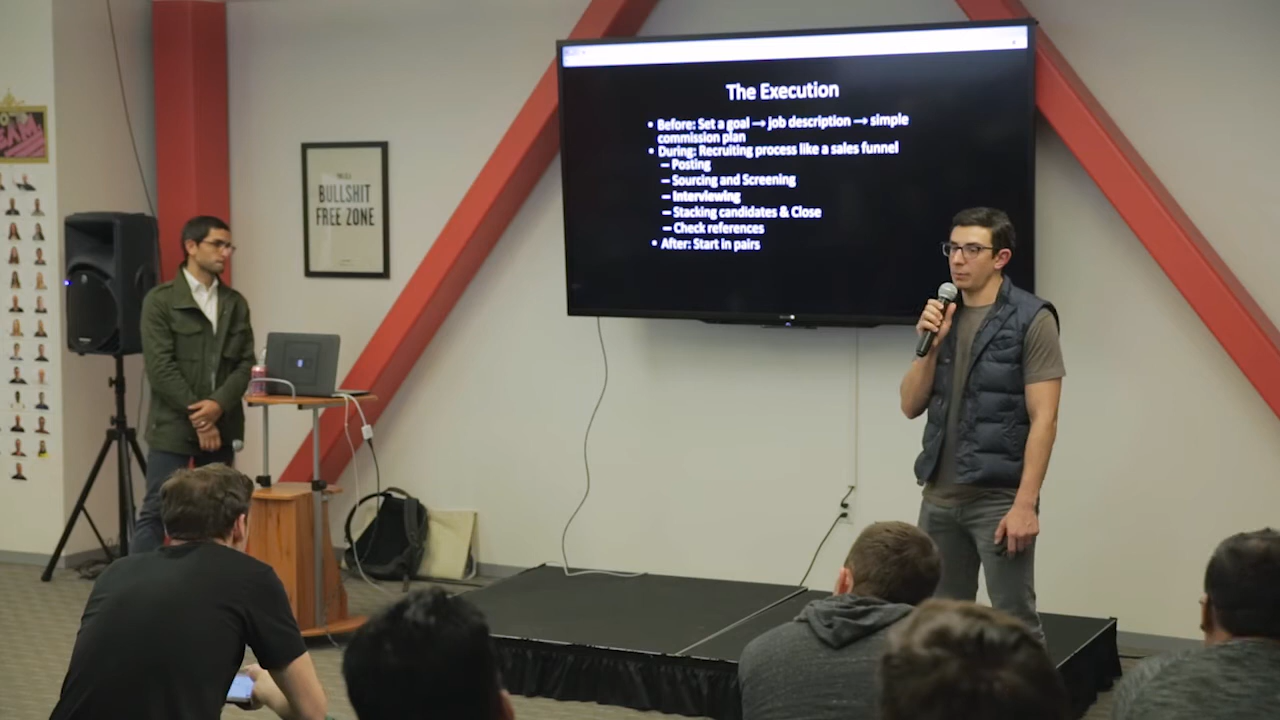 The Execution
• Before: Set a goal → job description → simple
commission plan
• During: Recruiting process like a sales funnel
– Posting
– Sourcing and Screening
– Interviewing
– Stacking candidates & Close
– Check references
• After: Start in pairs
BULLSHIT
FREE ZONE